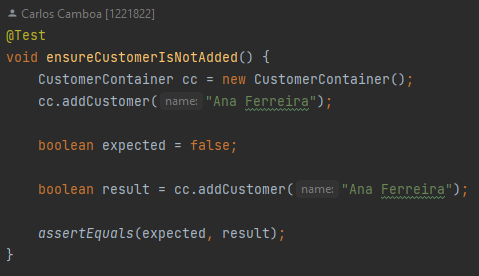 Carlos Camboa [1221822]
@Test
void ensureCustomerIsNotAdded() {
    CustomerContainer cc = new CustomerContainer();
    cc.addCustomer( name: "Ana Ferreira");
    boolean expected = false;
    boolean result = cc.addCustomer( name: "Ana Ferreira");
    assertEquals(expected, result);
}